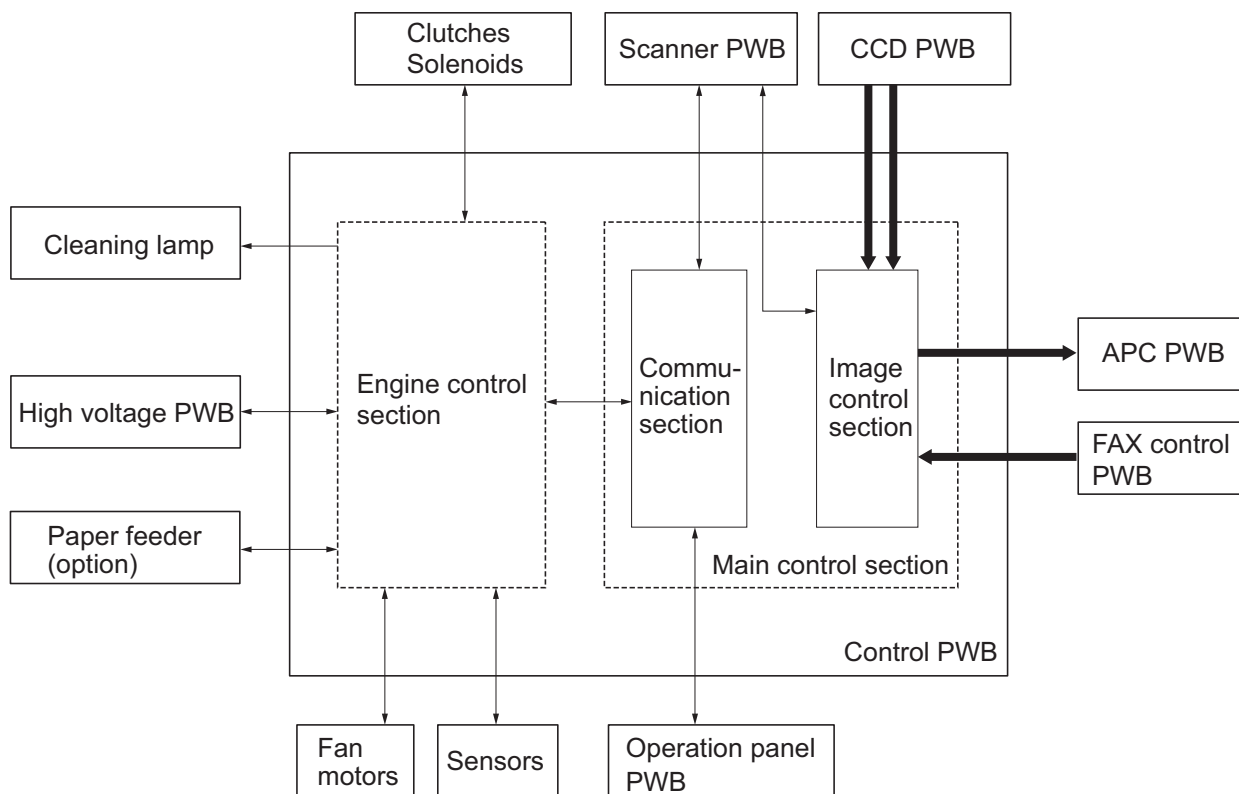 Clutches
Solenoids
Scanner PWB
CCD PWB
Cleaning lamp
High voltage PWB
Paper feeder
(option)
Engine control
section
Commu-
nication
section
Image
control
section
Main control section
Control PWB
APC PWB
FAX control
PWB
Fan
motors
Sensors
Operation panel
PWB